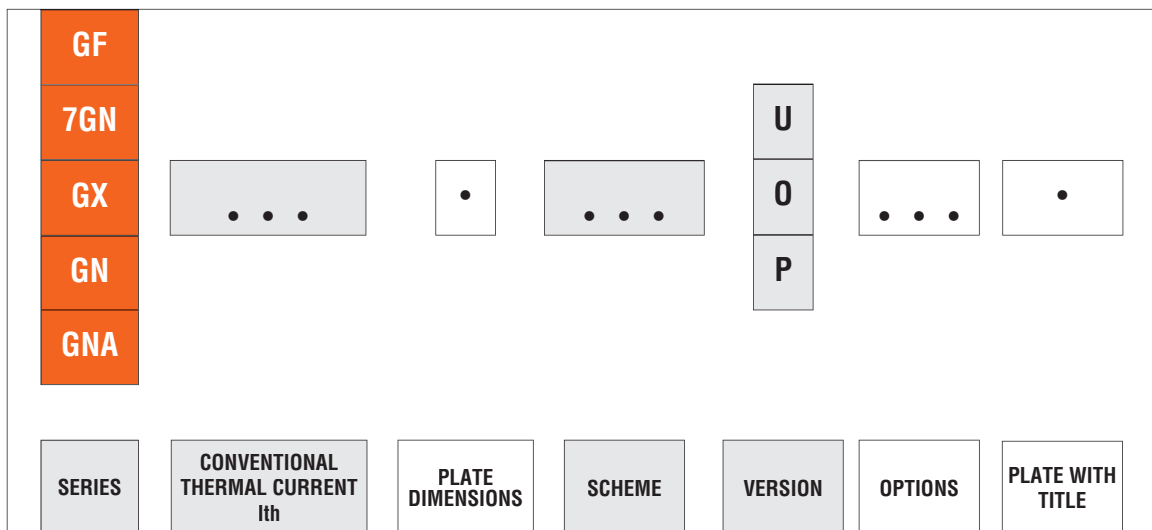 GF
7GN
U
GX
• • •
•
• • •
O
• • •
•
GN
P
GNA
SERIES
CONVENTIONAL
THERMAL CURRENT
Ith
PLATE
DIMENSIONS
SCHEME
VERSION
OPTIONS
PLATE WITH
TITLE